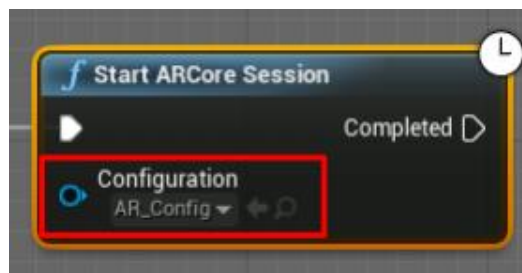 f Start ARCore Session
Completed
Configuration
AR_Config